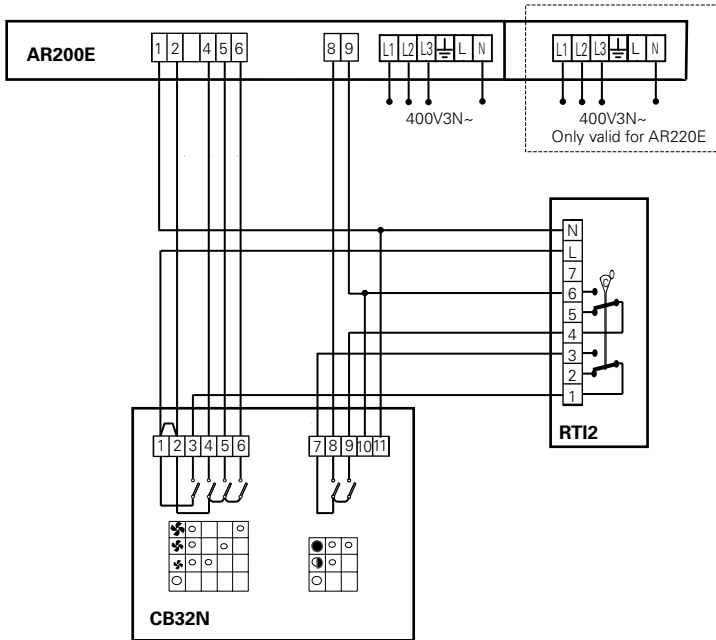 AR200E
1 2 4 5 6
8 9
L1 L2 L3 L N
L1 L2 L3 L N
400V3N~
400V3N~
Only valid for AR220E
N
L
7
6
5
4
3
2
1
RTI2
1 2 3 4 5 6
7 8 9 10 11
CB32N